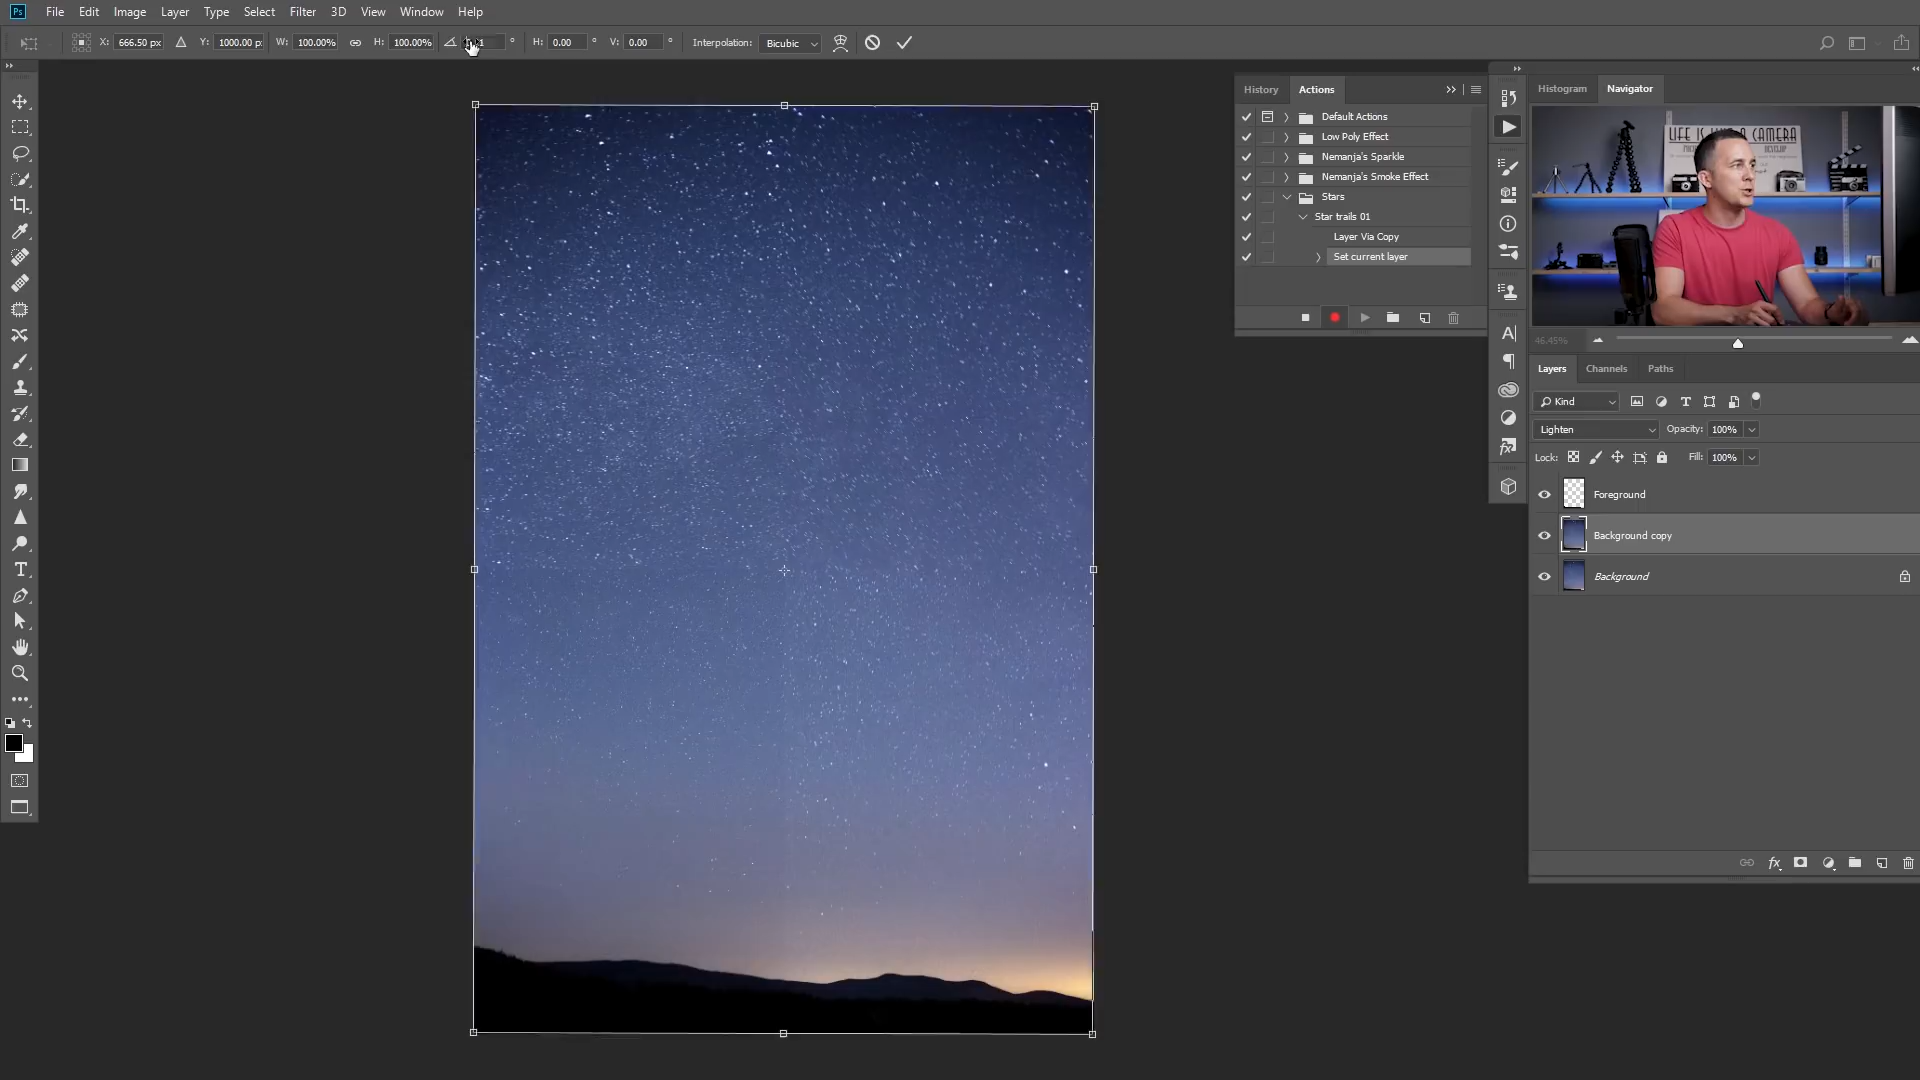 Ps File Edit Image Layer Type Select Filter 3D View Window Help
X: 666.50 px Y: 1000.00 p W: 100.00% H: 100.00% ° H: 0.00 ° V: 0.00 ° Interpolation: Bicubic
History Actions
Default Actions
Low Poly Effect
Nemanja's Sparkle
Nemanja's Smoke Effect
Stars
Star trails 01
Layer Via Copy
Set current layer
Histogram Navigator
46.45%
Layers Channels Paths
Kind
Lighten Opacity: 100%
Lock: Fill: 100%
Foreground
Background copy
Background